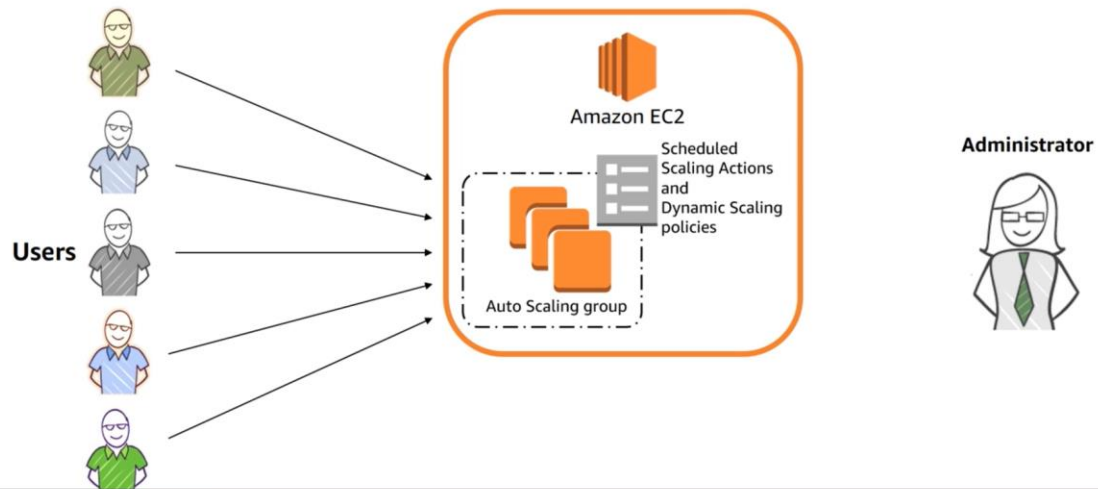 Amazon EC2
Scheduled
Scaling Actions
and
Dynamic Scaling
policies
Administrator
Users
Auto Scaling group